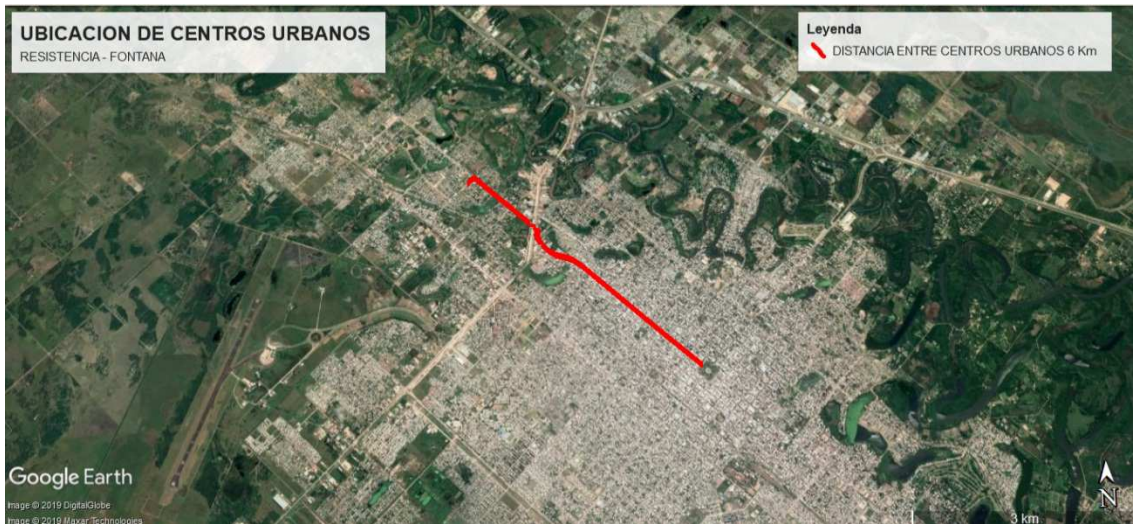 UBICACION DE CENTROS URBANOS
RESISTENCIA - FONTANA
Leyenda
DISTANCIA ENTRE CENTROS URBANOS 6 Km
Google Earth
Image © 2019 DigitalGlobe
Image © 2019 Maxar Technologies
N
3 km